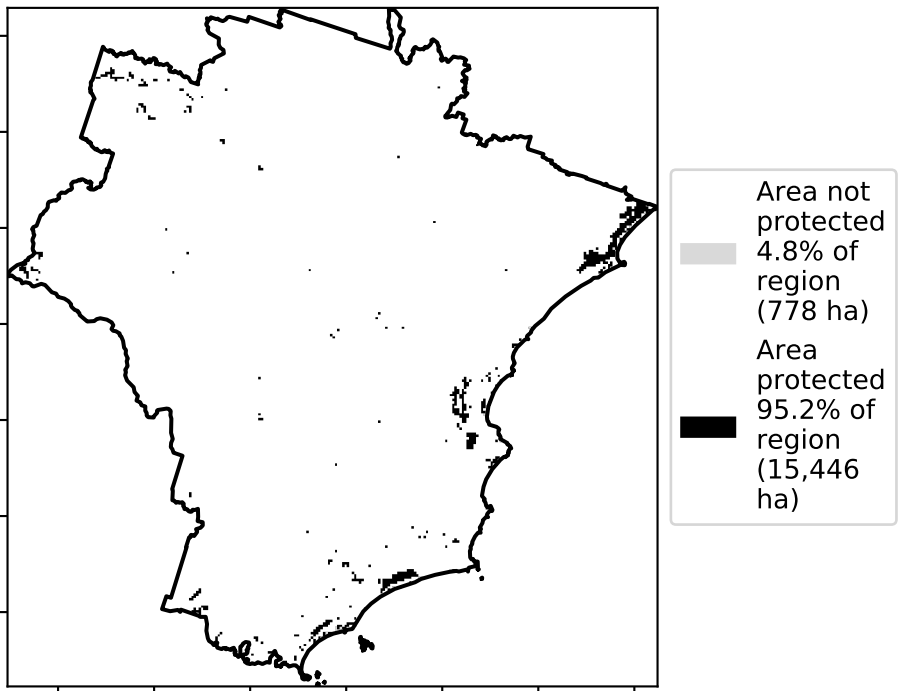 Area not
protected
4.8% of
region
(778 ha)
Area
protected
95.2% of
region
(15,446
ha)